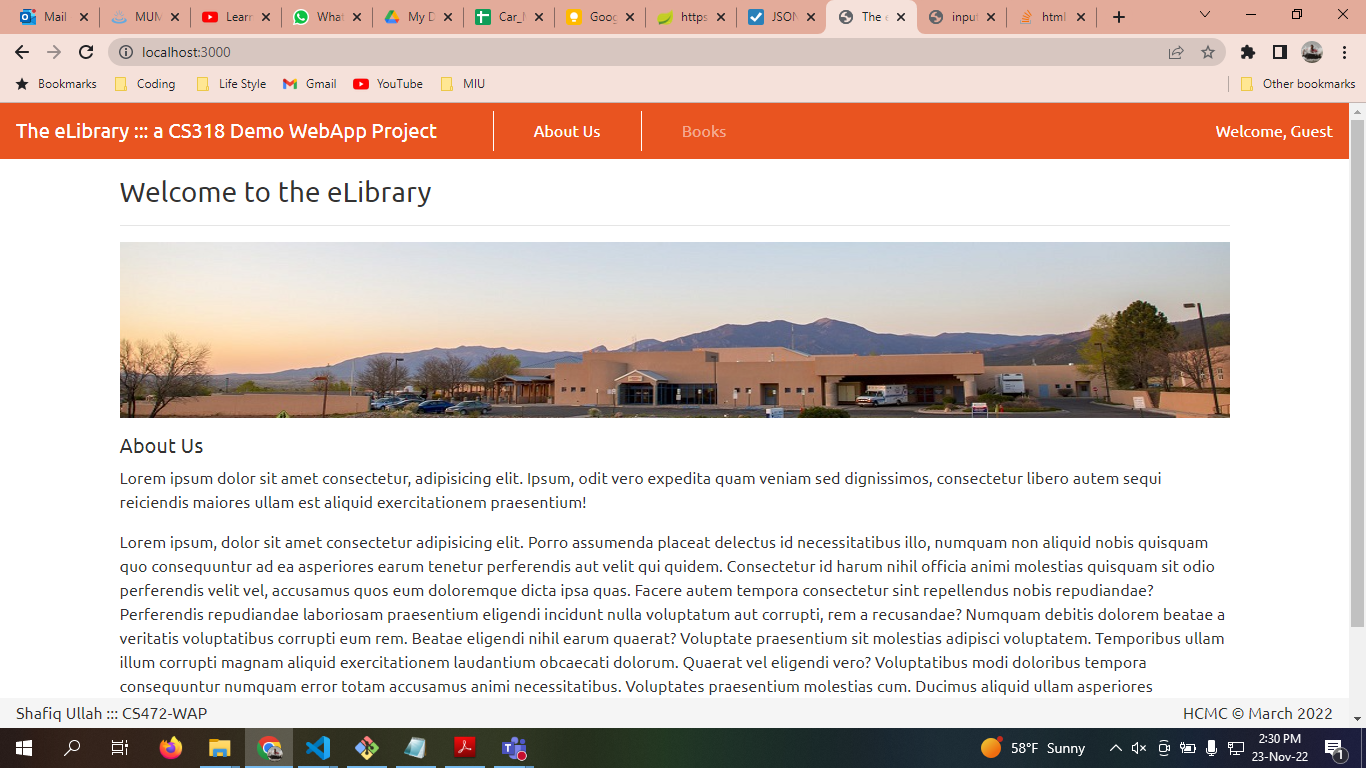 Mail
MUM
Learn
What
My D
Car_
Goog
https
JSON
The e
input
html
localhost:3000
Bookmarks
Coding
Life Style
Gmail
YouTube
MIU
Other bookmarks
The eLibrary ::: a CS318 Demo WebApp Project
About Us
Books
Welcome, Guest
Welcome to the eLibrary
About Us
Lorem ipsum dolor sit amet consectetur, adipisicing elit. Ipsum, odit vero expedita quam veniam sed dignissimos, consectetur libero autem sequi
reiciendis maiores ullam est aliquid exercitationem praesentium!
Lorem ipsum, dolor sit amet consectetur adipisicing elit. Porro assumenda placeat delectus id necessitatibus illo, numquam non aliquid nobis quisquam
quo consequuntur ad ea asperiores earum tenetur perferendis aut velit qui quidem. Consectetur id harum nihil officia animi molestias quisquam sit odio
perferendis velit vel, accusamus quos eum doloremque dicta ipsa quas. Facere autem tempora consectetur sint repellendus nobis repudiandae?
Perferendis repudiandae laboriosam praesentium eligendi incidunt nulla voluptatum aut corrupti, rem a recusandae? Numquam debitis dolorem beatae a
veritatis voluptatibus corrupti eum rem. Beatae eligendi nihil earum quaerat? Voluptate praesentium sit molestias adipisci voluptatem. Temporibus ullam
illum corrupti magnam aliquid exercitationem laudantium obcaecati dolorum. Quaerat vel eligendi vero? Voluptatibus modi doloribus tempora
consequuntur numquam error totam accusamus animi necessitatibus. Voluptates praesentium molestias cum. Ducimus aliquid ullam asperiores
Shafiq Ullah ::: CS472-WAP
HCMC © March 2022
58°F Sunny
2:30 PM
23-Nov-22
1